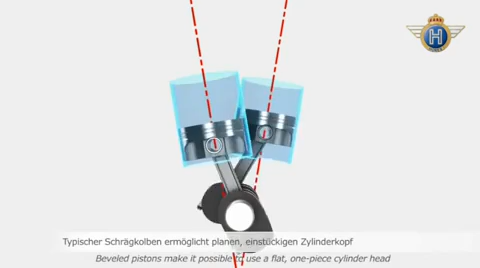 H
Typischer Schrägkolben ermöglicht planen, einstückigen Zylinderkopf
Beveled pistons make it possible to use a flat, one-piece cylinder head